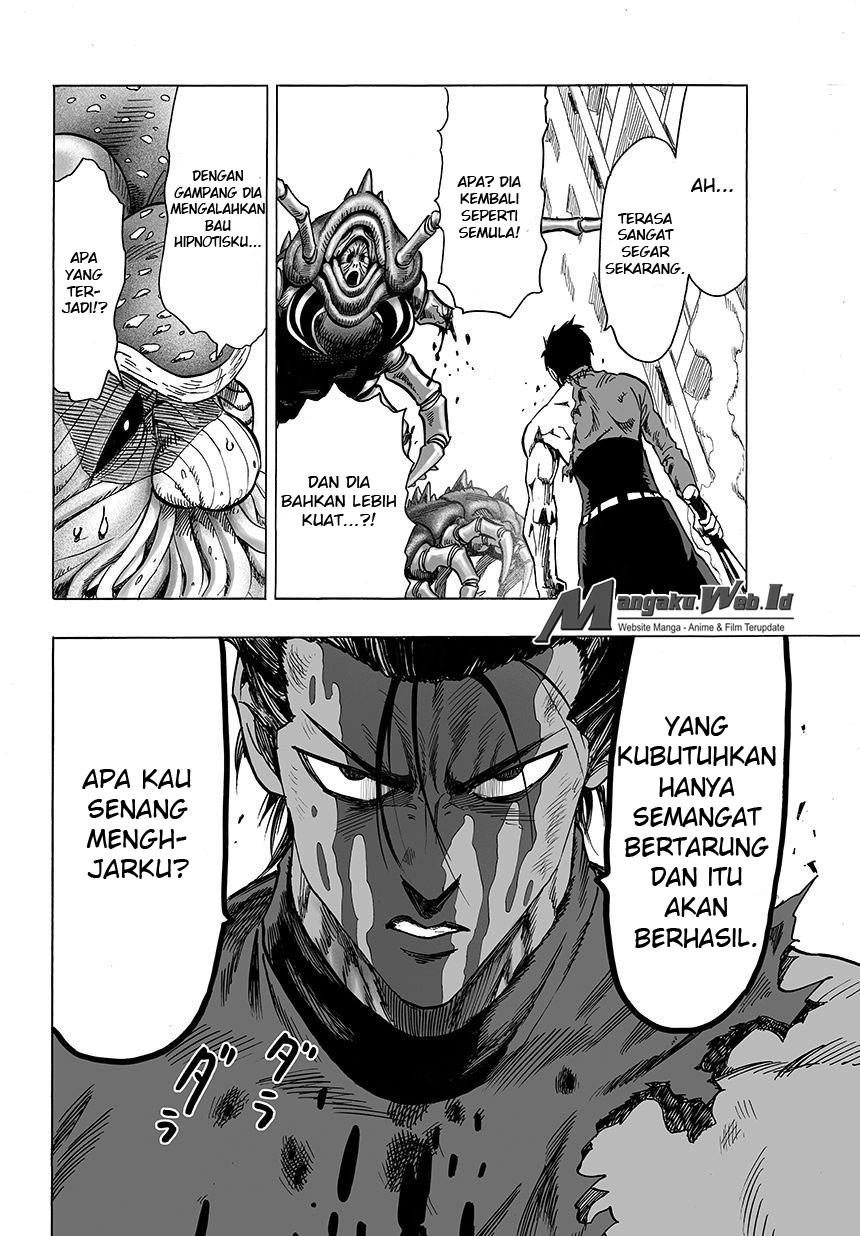 AH...
TERASA
SANGAT
SEGAR
SEKARANG.
APA? DIA
KEMBALI
SEPERTI
SEMULA!
DAN DIA
BAHKAN LEBIH
KUAT...?!
DENGAN
GAMPANG DIA
MENGALAHKAN
BAU
HIPNOTISKU...
APA
YANG
TER-
JADI!?
Mangaku.Web.Id
Website Manga - Anime & Film Terupdate
YANG
KUBUTUHKAN
HANYA
SEMANGAT
BERTARUNG
DAN ITU
AKAN
BERHASIL.
APA KAU
SENANG
MENGH-
JARKU?
ダラ
ダラ